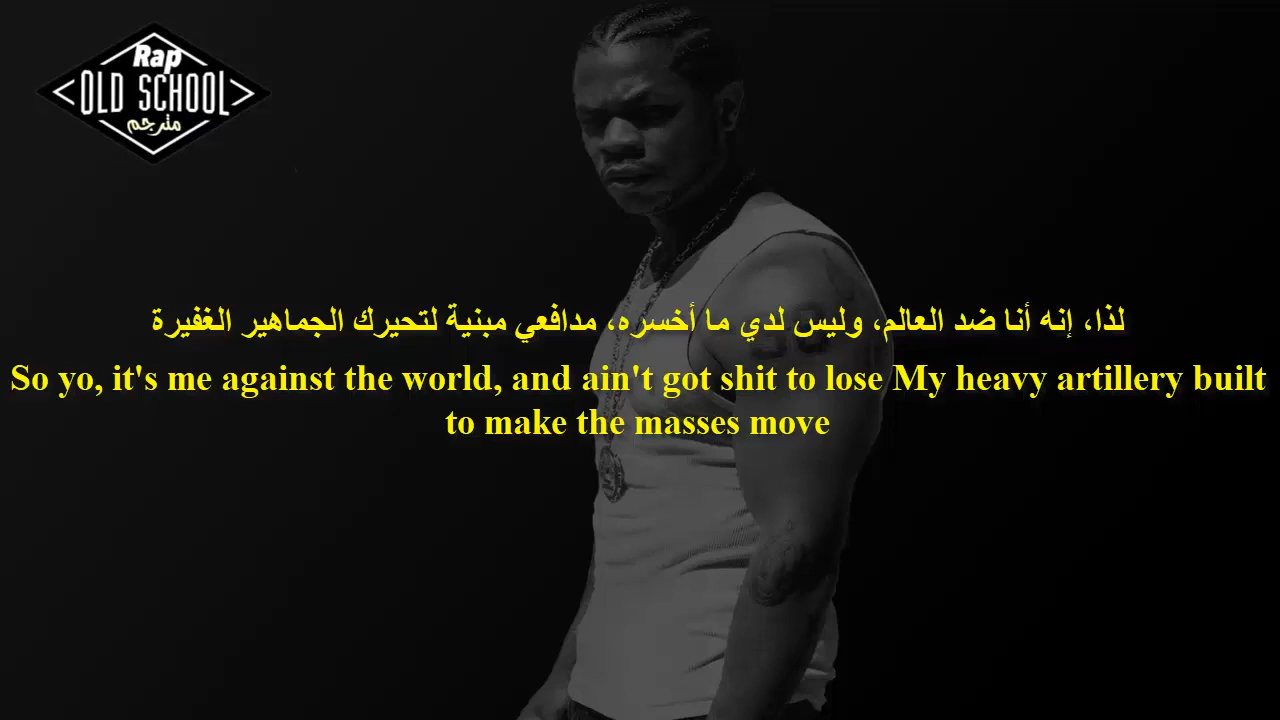 Rap
<OLD SCHOOL>
مترجم
لذا، إنه أنا ضد العالم، وليس لدي ما أخسره، مدافعي مبنية لتحيرك الجماهير الغفيرة
So yo, it's me against the world, and ain't got shit to lose My heavy artillery built
to make the masses move